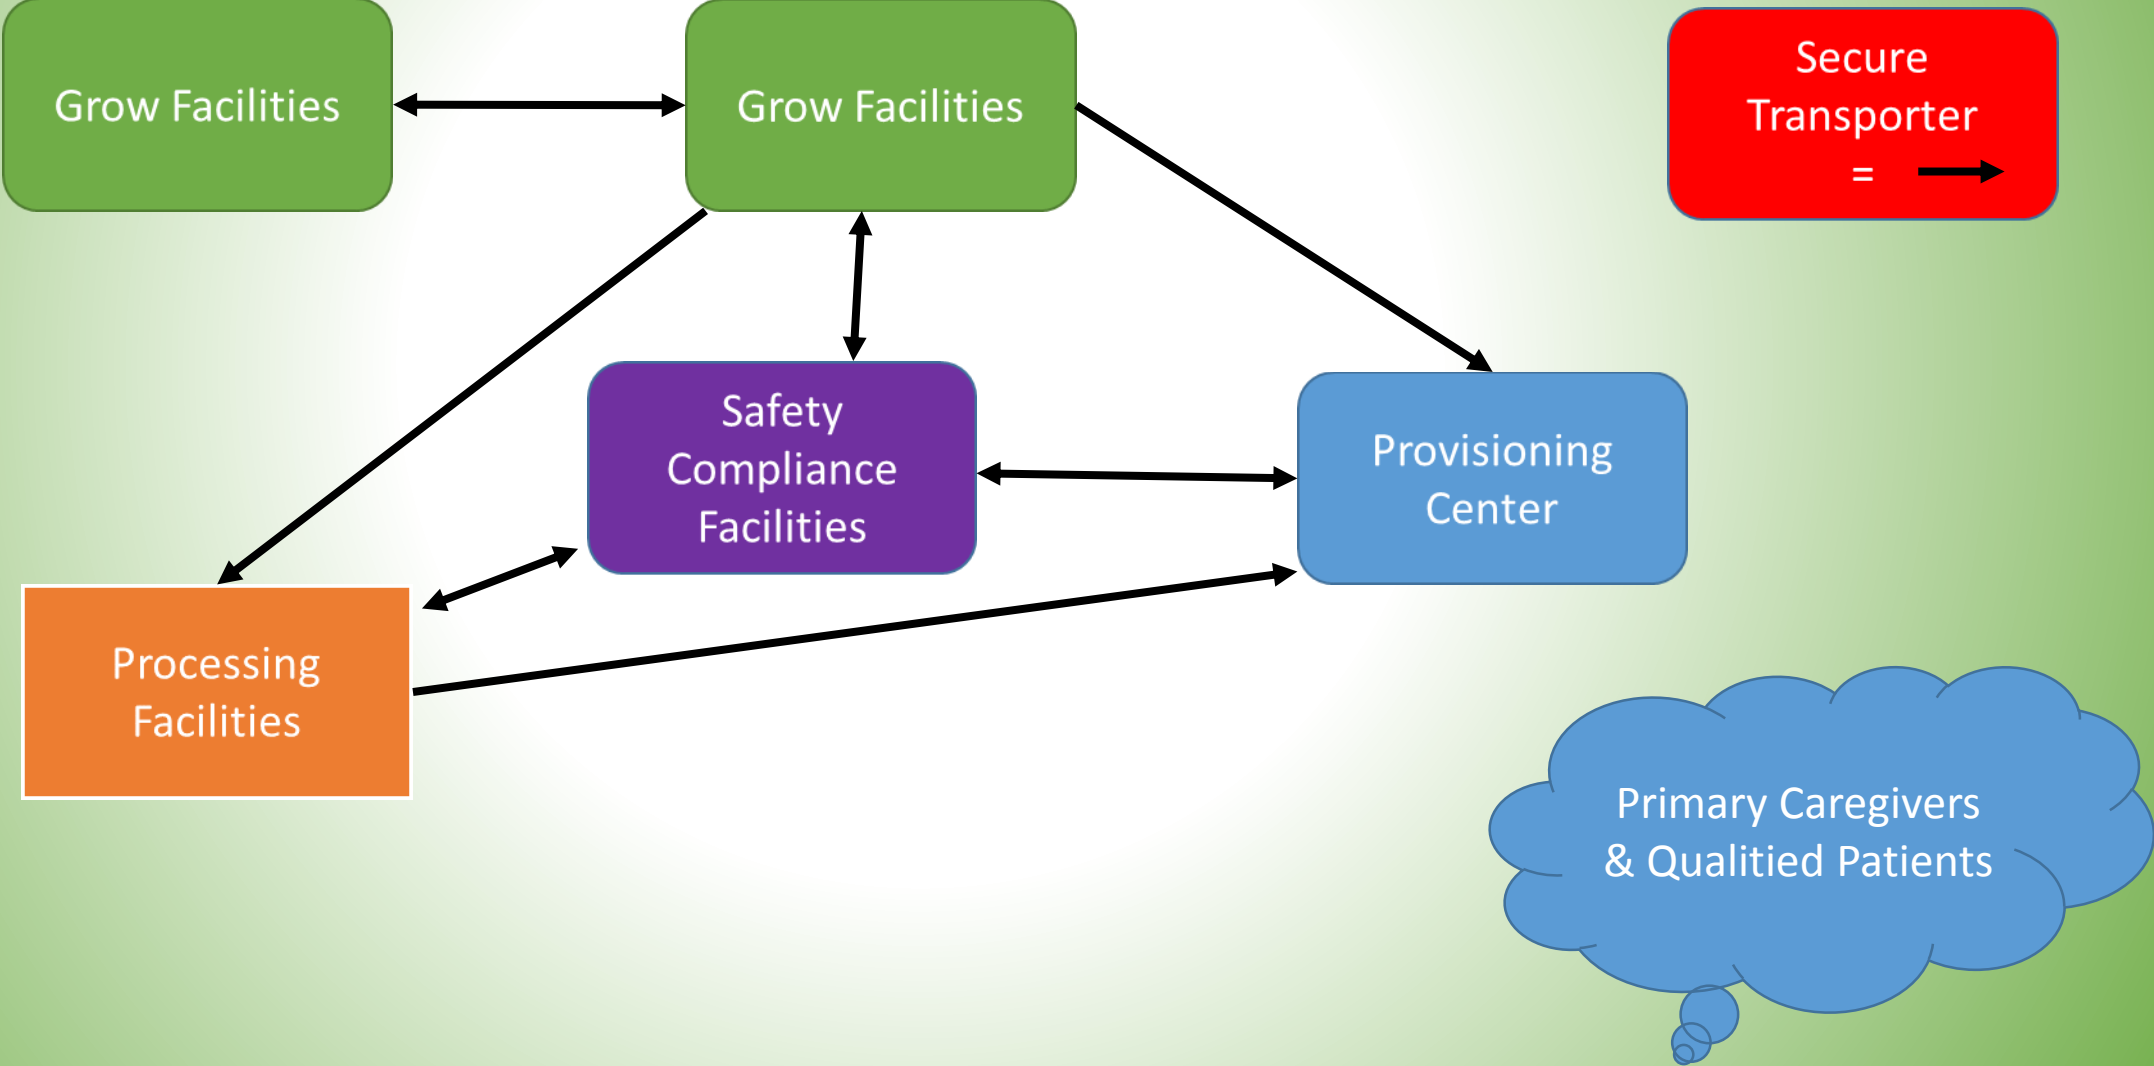 Grow Facilities
Grow Facilities
Secure
Transporter
=
Safety
Compliance
Facilities
Provisioning
Center
Processing
Facilities
Primary Caregivers
& Qualitied Patients